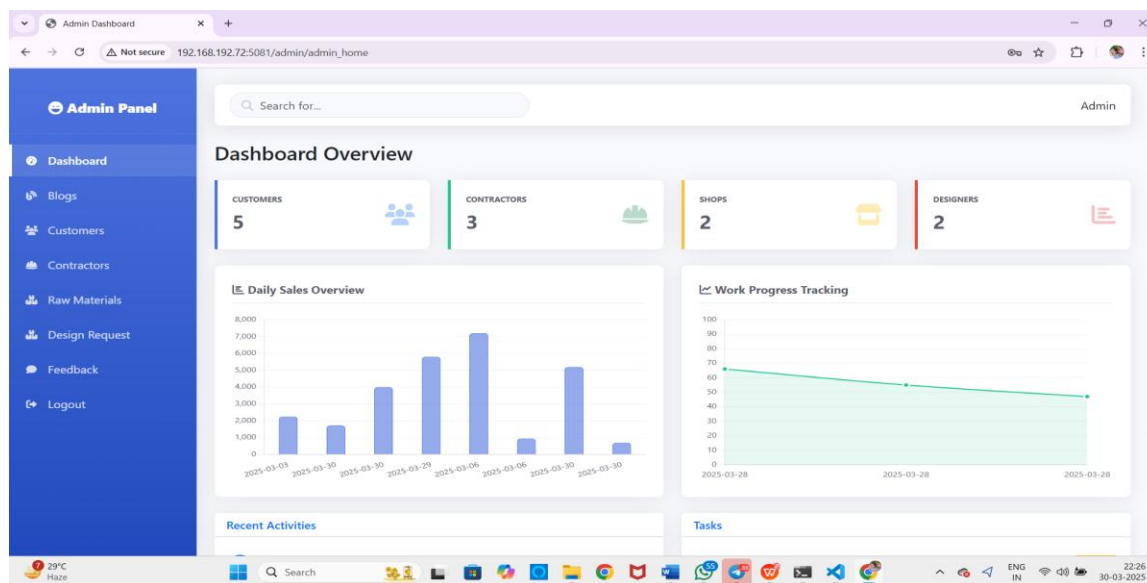 Admin Dashboard
Not secure 192.168.192.72:5081/admin/admin_home
Admin Panel
Search for...
Admin
Dashboard
Blogs
Customers
Contractors
Raw Materials
Design Request
Feedback
Logout
Dashboard Overview
CUSTOMERS
5
CONTRACTORS
3
SHOPS
2
DESIGNERS
2
Daily Sales Overview
8,000
7,000
6,000
5,000
4,000
3,000
2,000
1,000
0
2025-03-03 2025-03-30 2025-03-30 2025-03-29 2025-03-06 2025-03-06 2025-03-30 2025-03-30
Work Progress Tracking
100
90
80
70
60
50
40
30
20
10
0
2025-03-28 2025-03-28 2025-03-28
Recent Activities
Tasks
29°C
Haze
Search
ENG
IN
22:26
30-03-2025